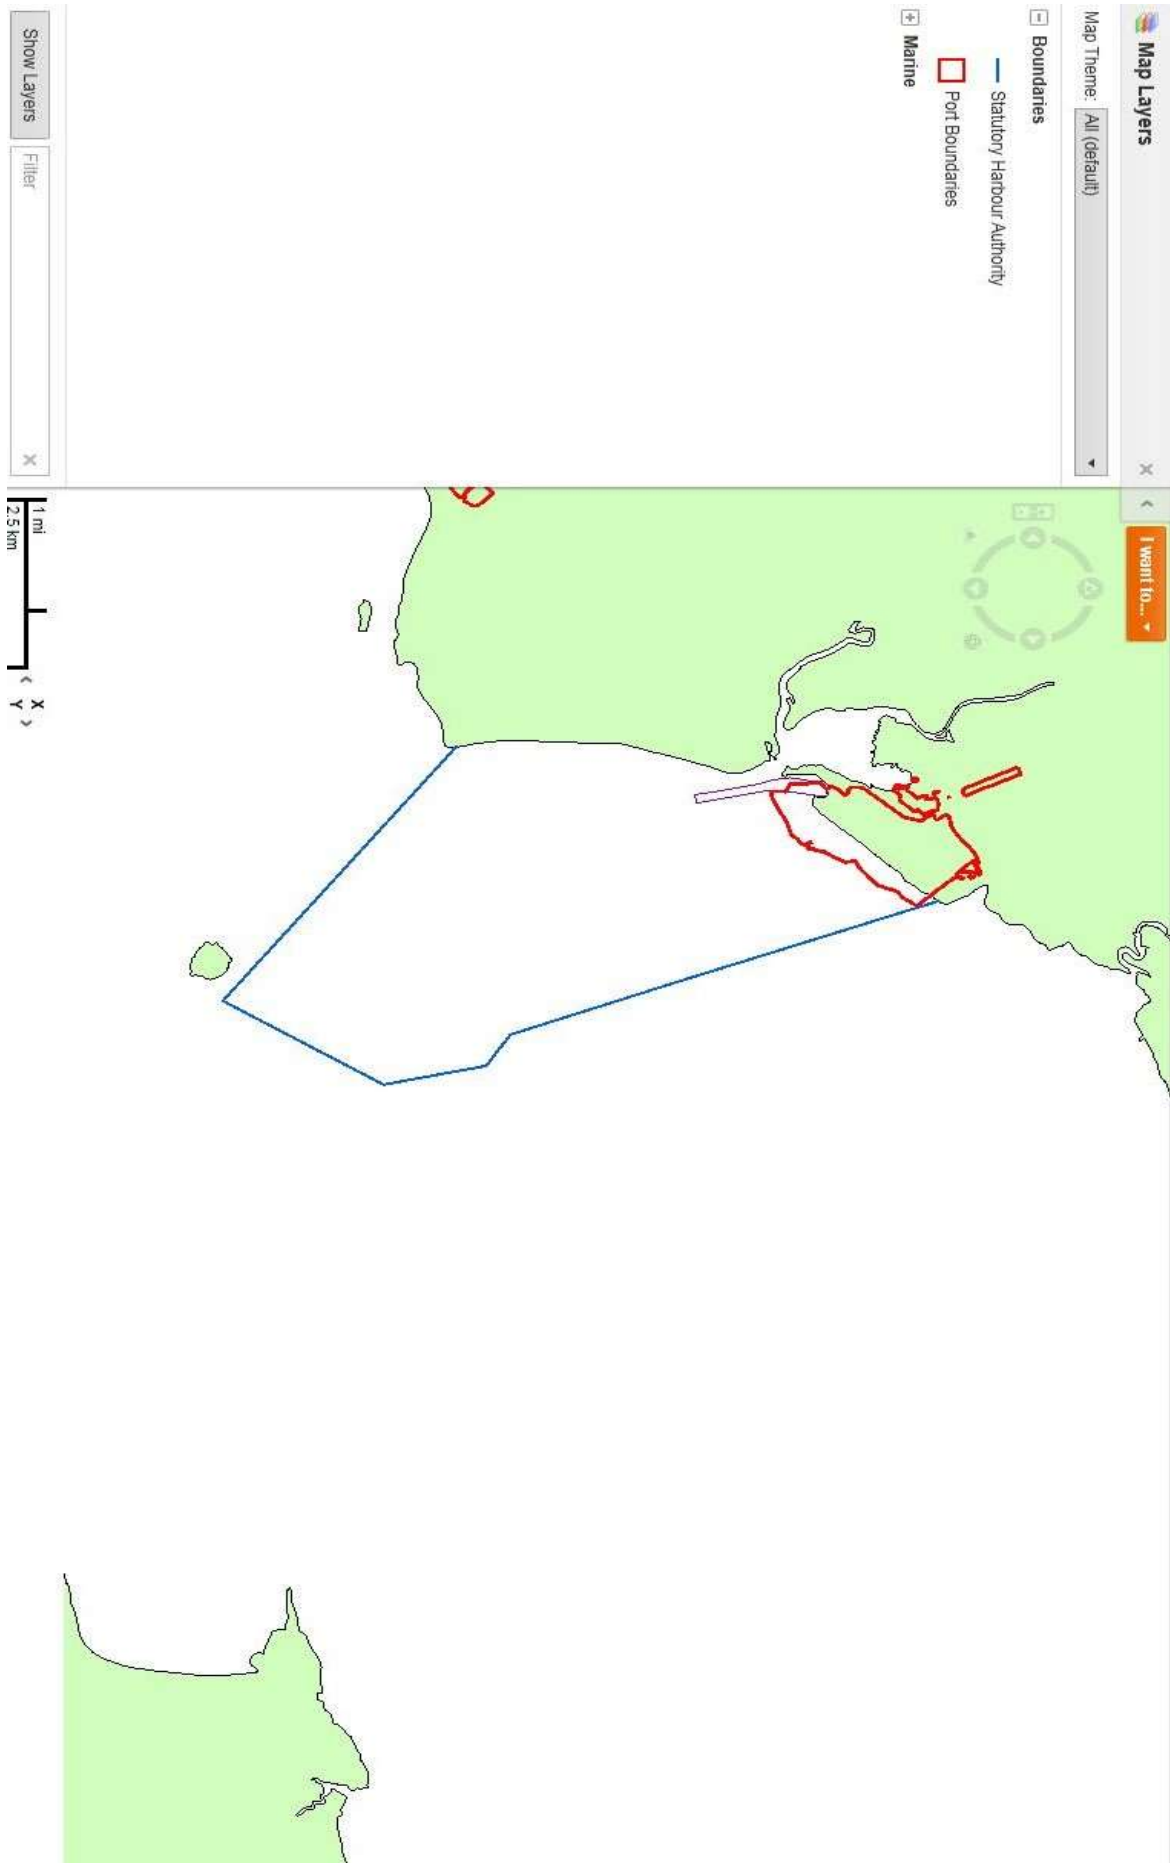 Map Layers
I want to...
Map Theme: All (default)
Boundaries
Statutory Harbour Authority
Port Boundaries
Marine
Show Layers
Filter
1 mi
2.5 km
X
Y